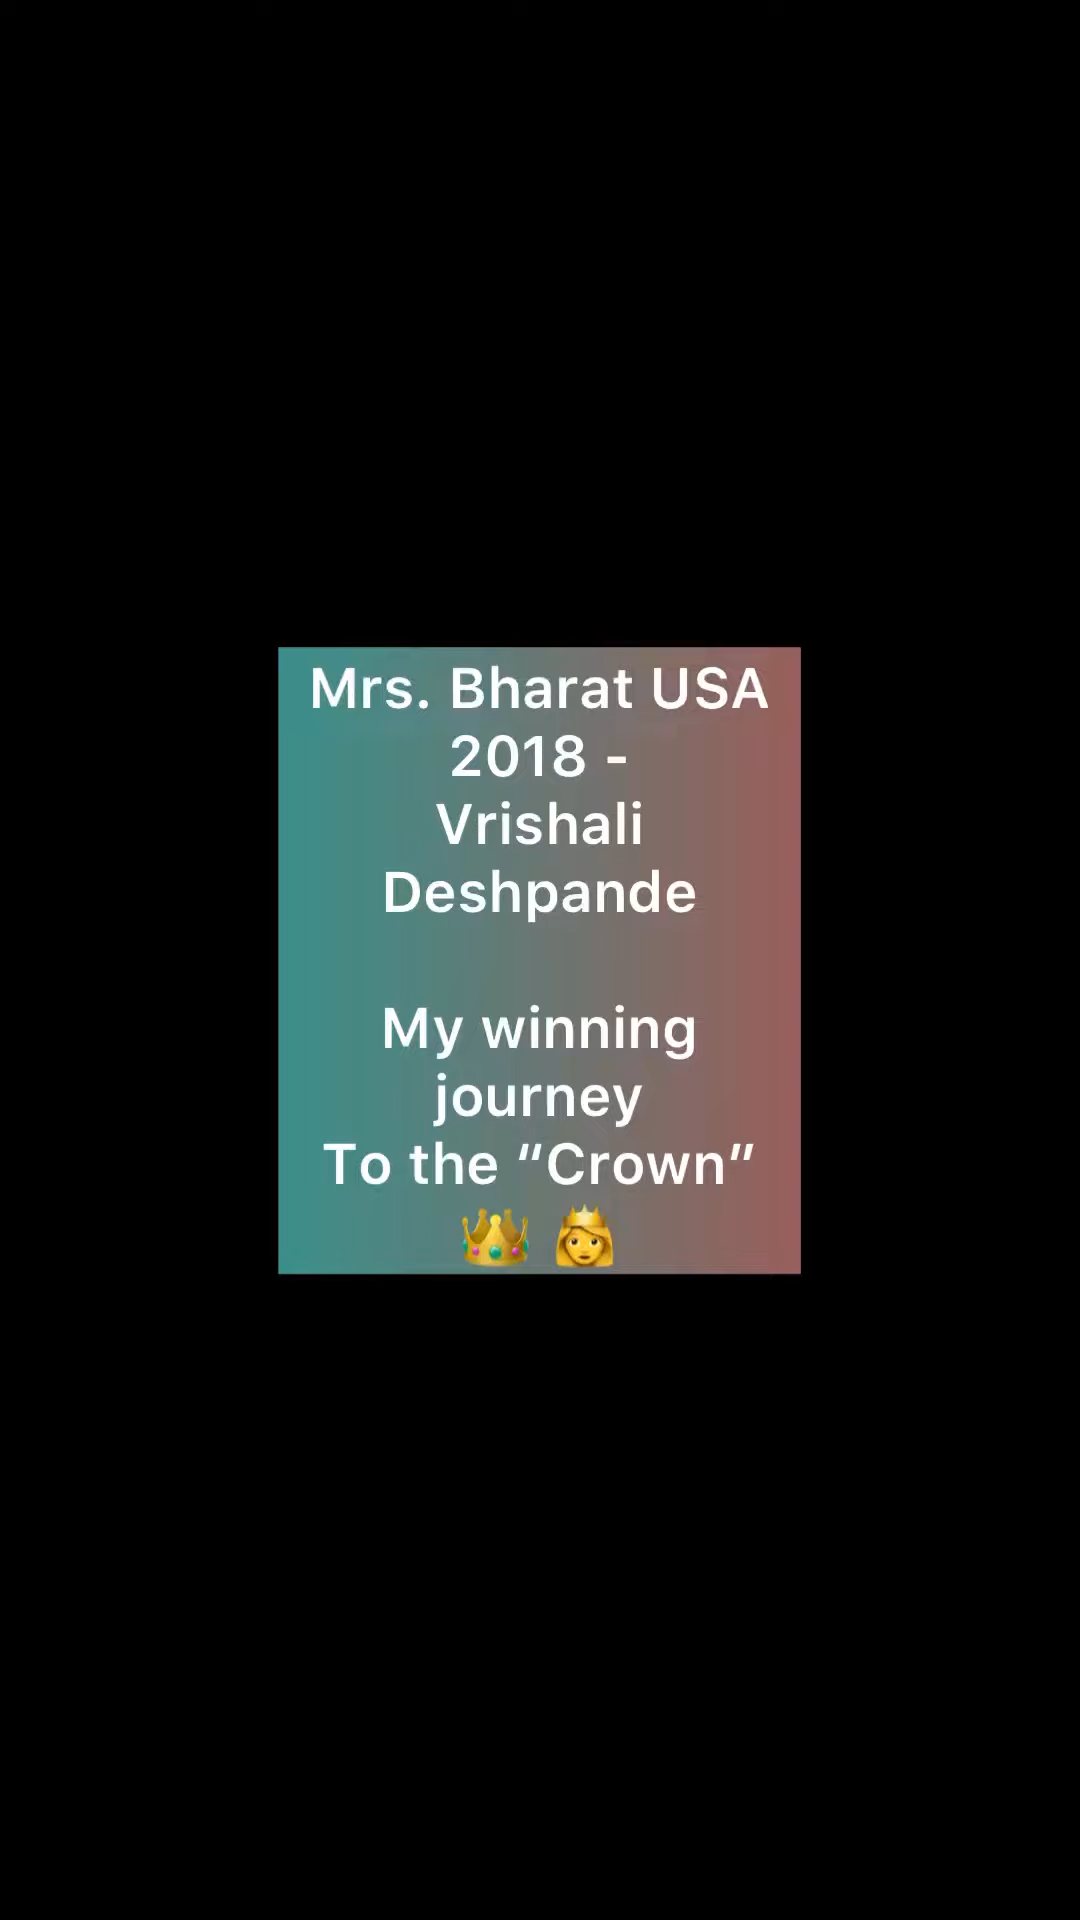 Mrs. Bharat USA
2018 -
Vrishali
Deshpande
My winning
journey
To the “Crown”
👑 👸